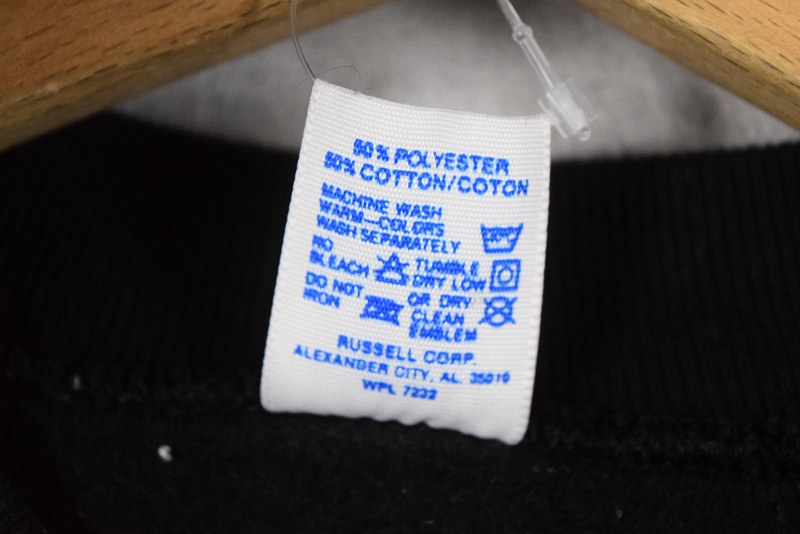 50% POLYESTER
50% COTTON/COTON
MACHINE WASH
WARM—COLORS
WASH SEPARATELY
NO
BLEACH
TUMBLE
DRY LOW
DO NOT
IRON
OR DRY
CLEAN
EMBLEM
RUSSELL CORP.
ALEXANDER CITY, AL. 35010
WPL 7232